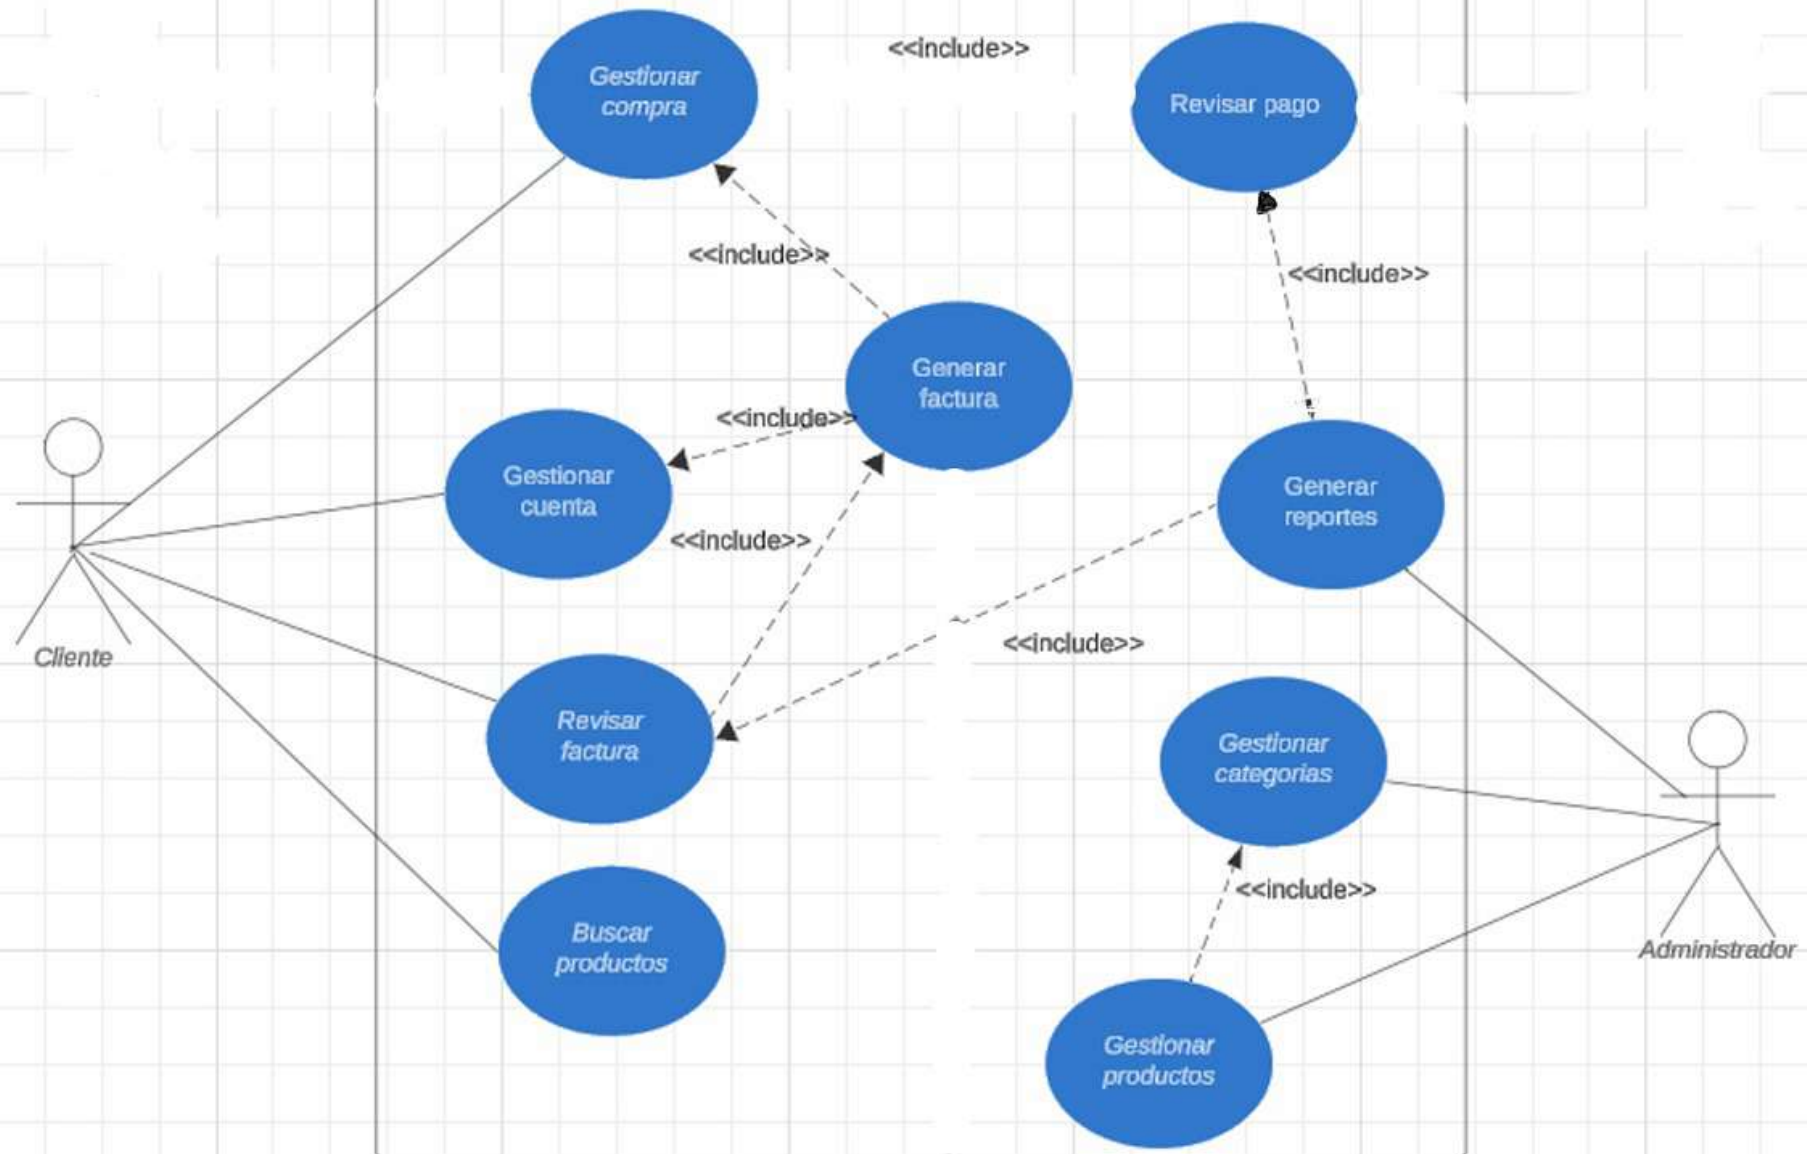 Gestionar
compra
<<include>>
Revisar pago
<<include>>
<<include>>
Generar
factura
<<include>>
Gestionar
cuenta
Generar
reportes
<<include>>
<<include>>
Cliente
Revisar
factura
Gestionar
categorias
<<include>>
Buscar
productos
Administrador
Gestionar
productos